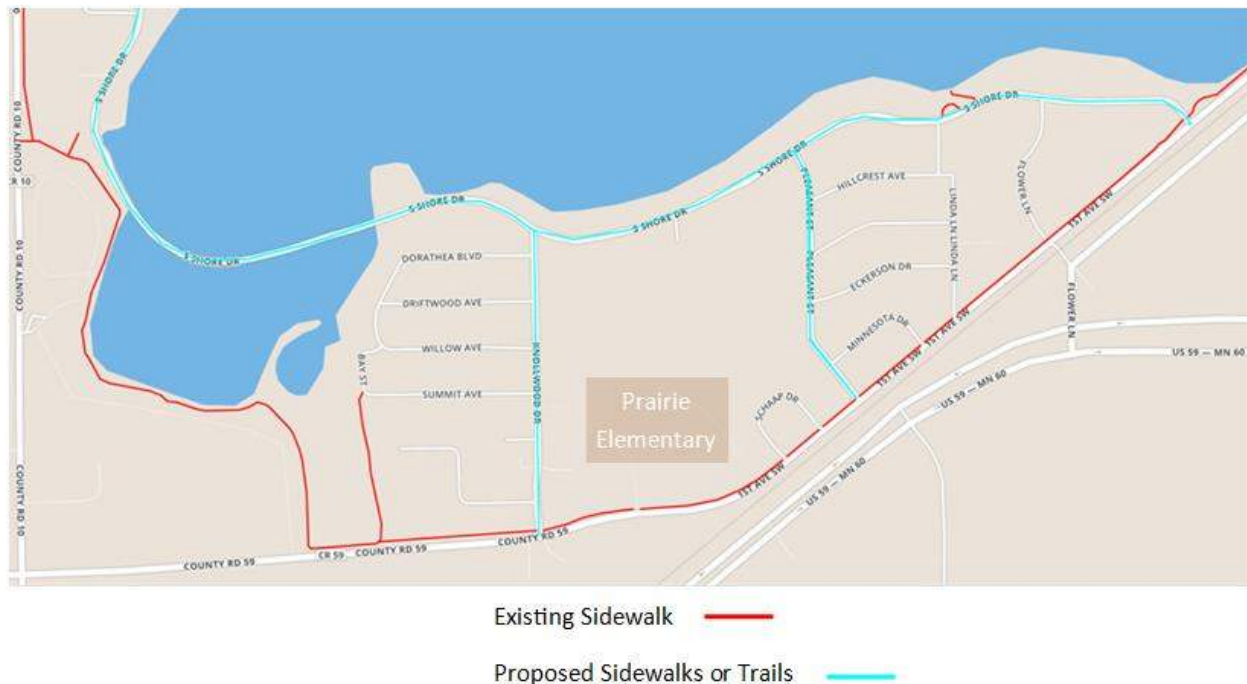 S SHORE DR
COUNTY RD 10
S SHORE DR
S SHORE DR
PLEASANT ST
HILLCREST AVE
FLOWER LN
COUNTY RD 10
S SHORE DR
S SHORE DR
LINDA LN
LINDA LN
1ST AVE SW
S SHORE DR
DORATHEA BLVD
PLEASANT ST
ECKERSON DR
DRIFTWOOD AVE
MINNESOTA DR
1ST AVE SW
FLOWER LN
WILLOW AVE
KNOLLWOOD DR
BAY ST
1ST AVE SW
US 59 — MN 60
SUMMIT AVE
US 59 — MN 60
Prairie
Elementary
SCHAAP DR
COUNTY RD 10
1ST AVE SW
US 59 — MN 60
COUNTY RD 59
CR 59
COUNTY RD 59
COUNTY RD 59
Existing Sidewalk
Proposed Sidewalks or Trails